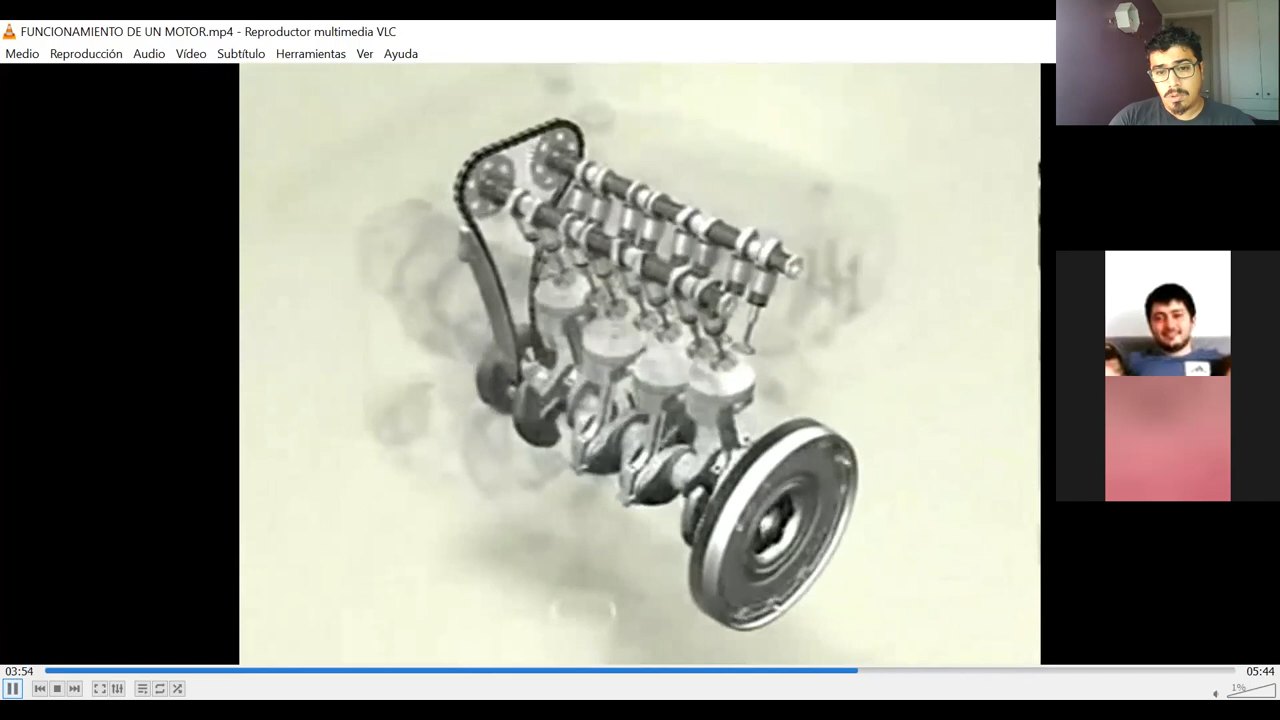 FUNCIONAMIENTO DE UN MOTOR.mp4 - Reproductor multimedia VLC
Medio Reproducción Audio Vídeo Subtítulo Herramientas Ver Ayuda
03:54
05:44
1%